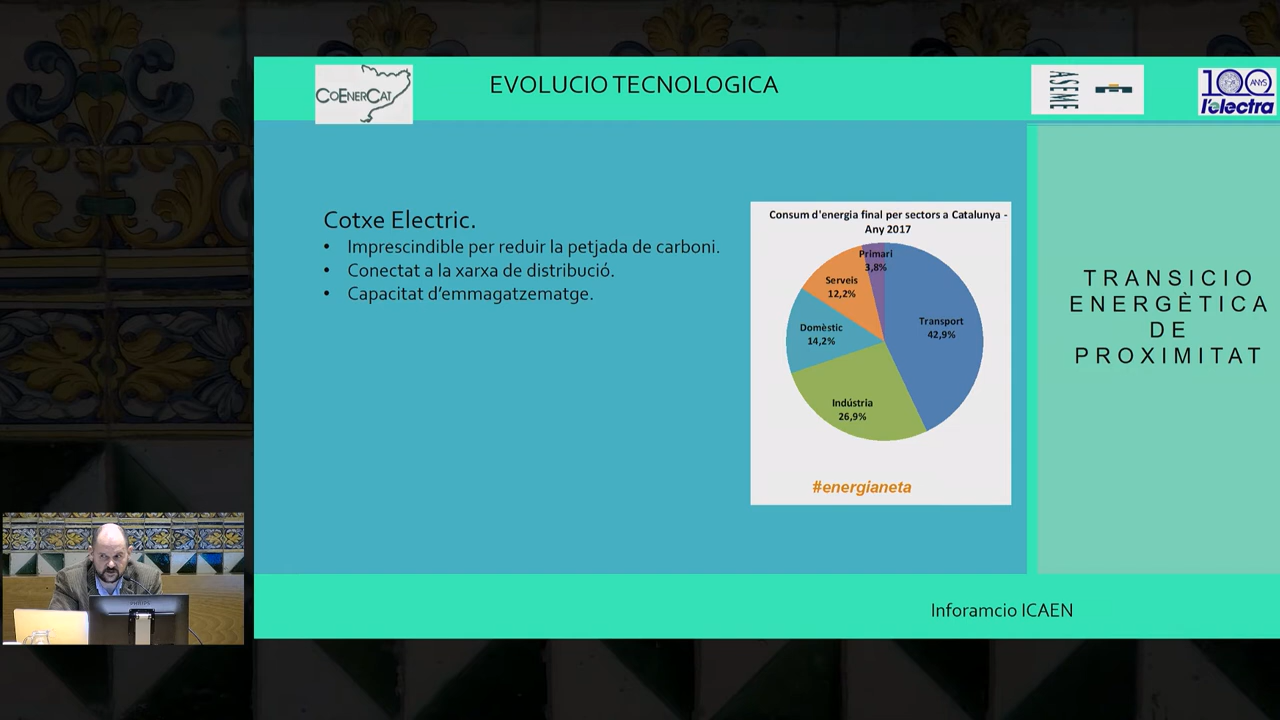 COENERCAT
EVOLUCIO TECNOLOGICA
ASEME
100 ANYS
l'electra
Cotxe Electric.
• Imprescindible per reduir la petjada de carboni.
• Conectat a la xarxa de distribució.
• Capacitat d'emmagatzematge.
Consum d'energia final per sectors a Catalunya -
Any 2017
Primari
3,8%
Serveis
12,2%
Domèstic
14,2%
Transport
42,9%
Indústria
26,9%
#energianeta
TRANSICIO
ENERGÈTICA
DE
PROXIMITAT
PHILIPS
Inforamcio ICAEN